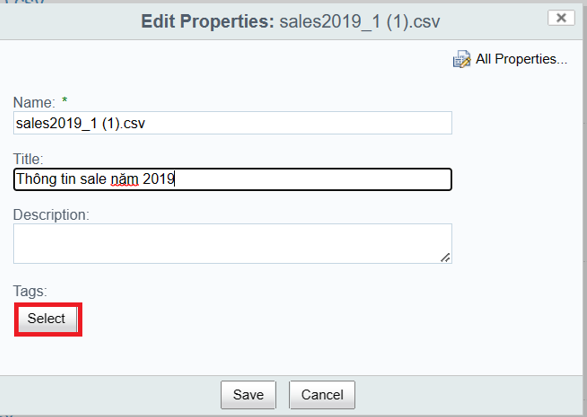 Edit Properties: sales2019_1 (1).csv
All Properties...
Name: *
sales2019_1 (1).csv
Title:
Thông tin sale năm 2019
Description:
Tags:
Select
Save Cancel